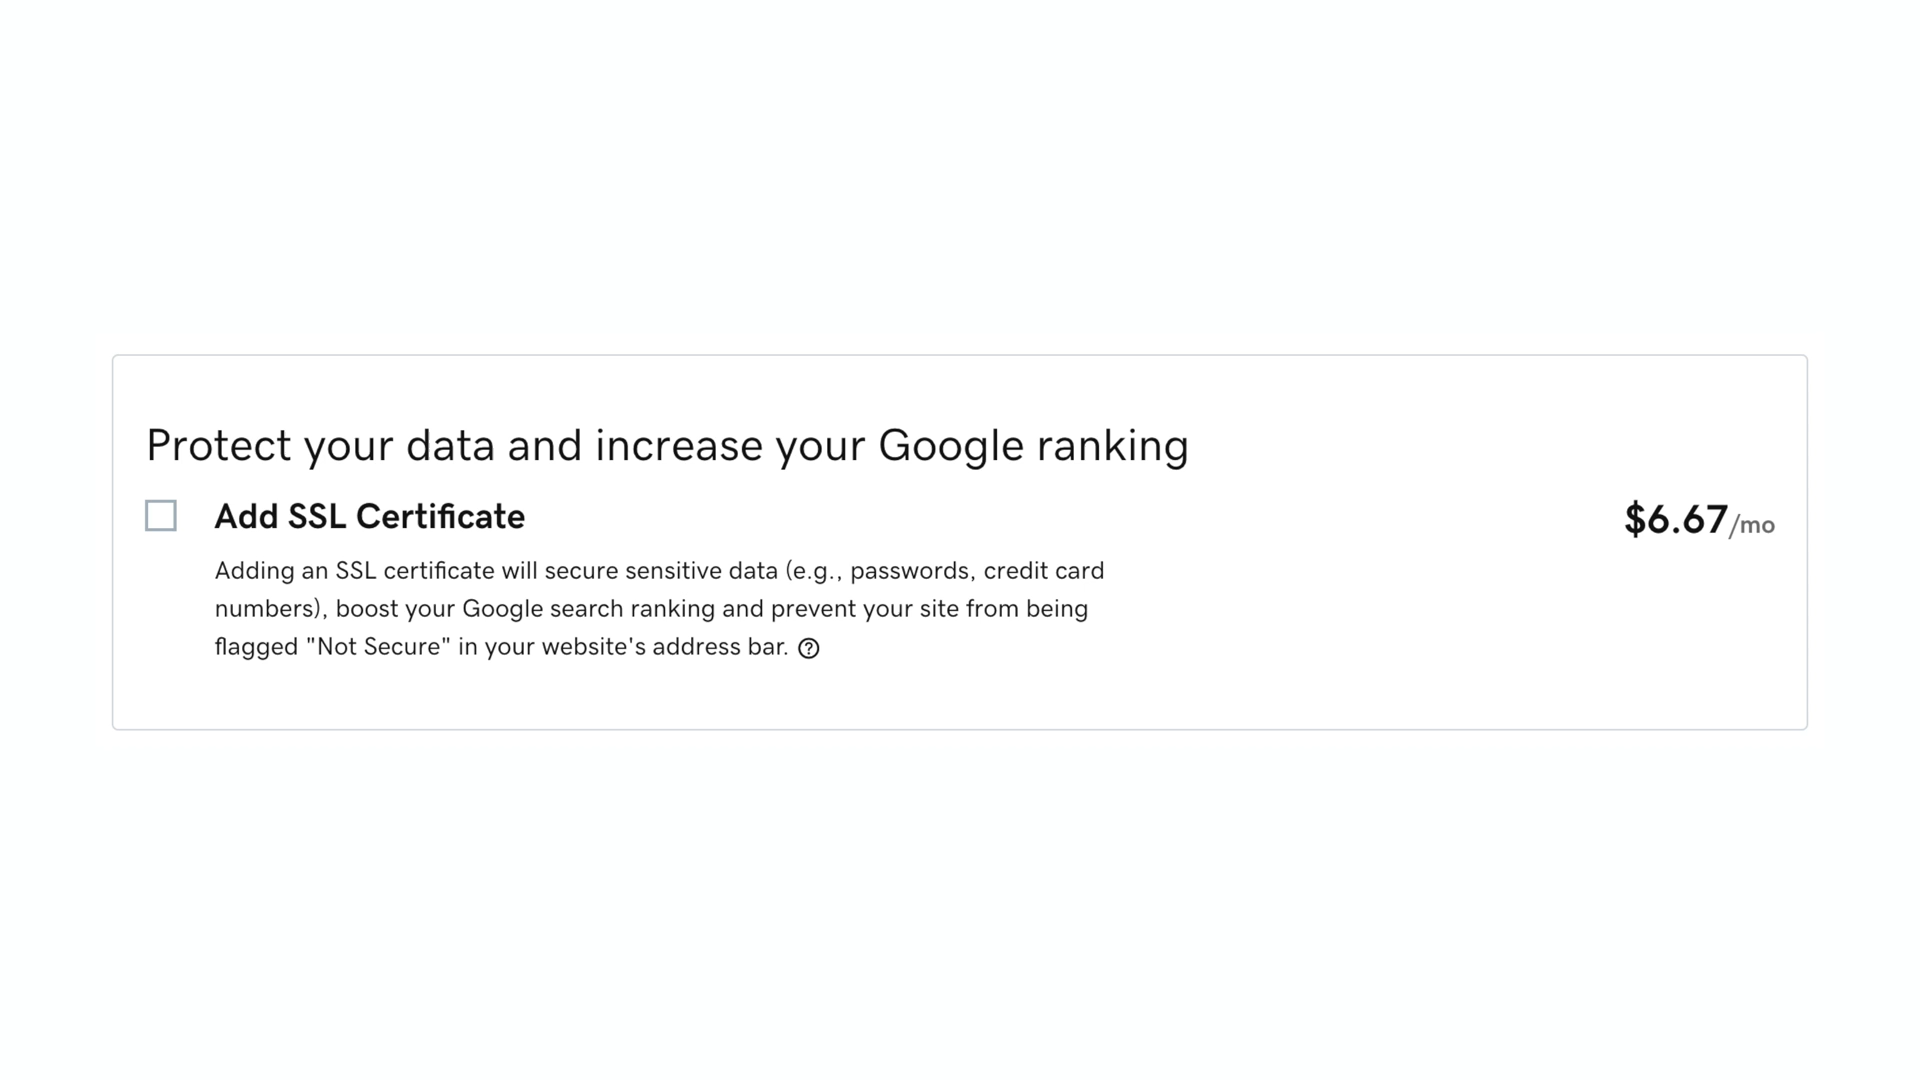 Protect your data and increase your Google ranking
Add SSL Certificate
$6.67/mo
Adding an SSL certificate will secure sensitive data (e.g., passwords, credit card
numbers), boost your Google search ranking and prevent your site from being
flagged "Not Secure" in your website's address bar. ?